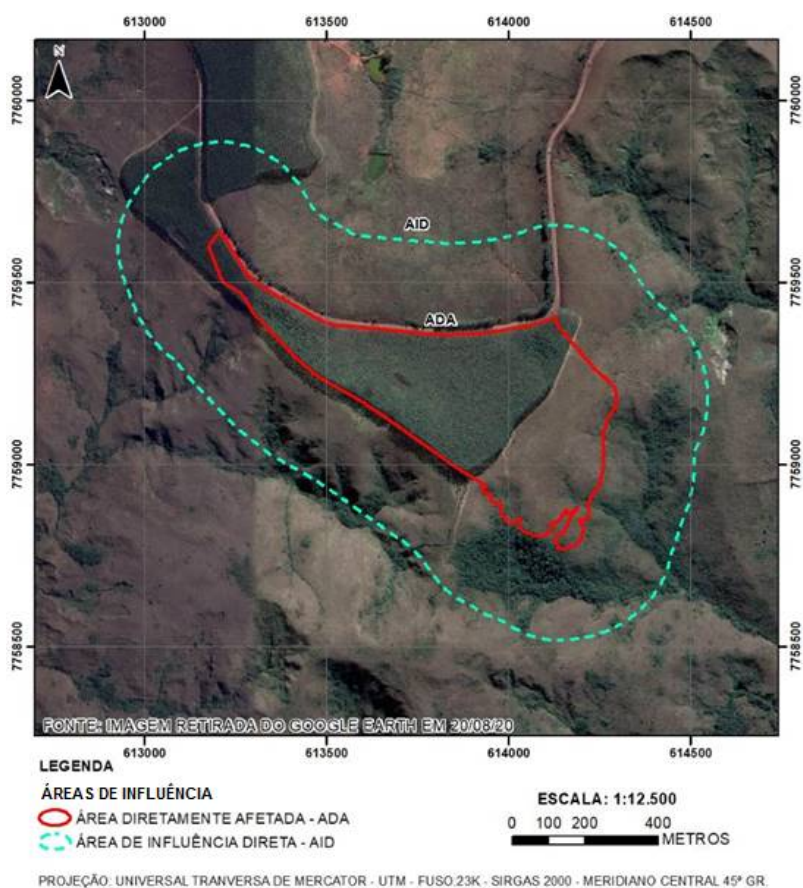 613000 613500 614000 614500
N
7760000 7760000
AID
7759500 7759500
ADA
7759000 7759000
7758500 7758500
FONTE: IMAGEM RETIRADA DO GOOGLE EARTH EM 20/08/20
613000 613500 614000 614500
LEGENDA
ÁREAS DE INFLUÊNCIA
ÁREA DIRETAMENTE AFETADA - ADA
ÁREA DE INFLUÊNCIA DIRETA - AID
ESCALA: 1:12.500
0 100 200 400
METROS
PROJEÇÃO: UNIVERSAL TRANVERSA DE MERCATOR - UTM - FUSO:23K - SIRGAS 2000 - MERIDIANO CENTRAL 45º GR.